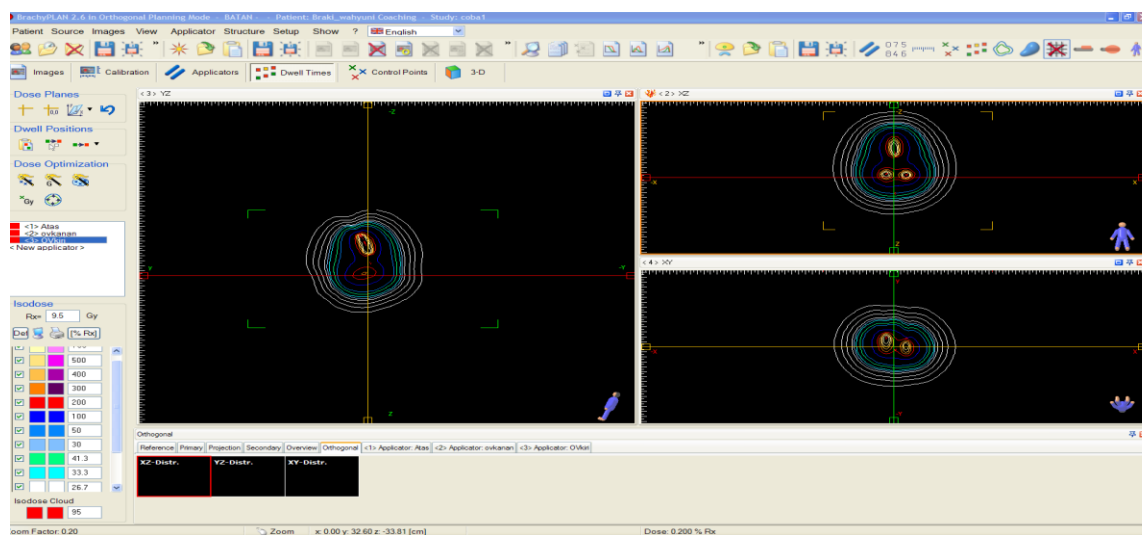 BrachyPLAN 2.6 in Orthogonal Planning Mode - BATAN - - Patient: Braki_wahyuni Coaching - Study: coba1
Patient Source Images View Applicator Structure Setup Show ? English
Images Calibration Applicators Dwell Times Control Points 3-D
Dose Planes
Dwell Positions
Dose Optimization
Gy
<1> Atas
<2> ovkanan
<3> OVkiri
< New applicator >
Isodose
Rx= 9.5 Gy
Def [% Rx]
500
400
300
200
100
50
30
41.3
33.3
26.7
Isodose Cloud
95
< 3 > YZ
-Z
-Y
Z
< 2 > XZ
-X
X
Z
< 4 > XY
Orthogonal
Reference Primary Projection Secondary Overview Orthogonal <1> Applicator: Atas <2> Applicator: ovkanan <3> Applicator: OVkiri
XZ-Distr. YZ-Distr. XY-Distr.
oom Factor: 0.20 Zoom x: 0.00 y: 32.60 z: -33.81 [cm] Dose: 0.200 % Rx